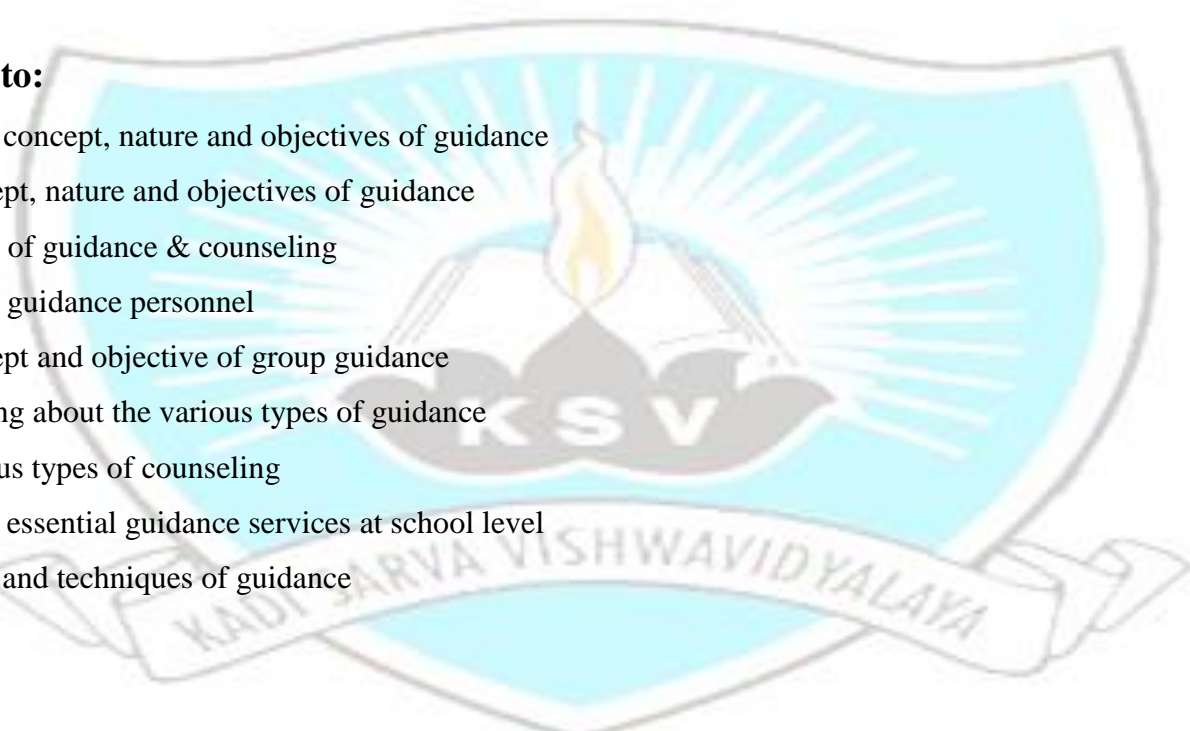 to:
concept, nature and objectives of guidance
ept, nature and objectives of guidance
of guidance & counseling
guidance personnel
ept and objective of group guidance
ng about the various types of guidance
us types of counseling
essential guidance services at school level
and techniques of guidance
KSV
KADI SARVA VISHWAVIDYALAYA